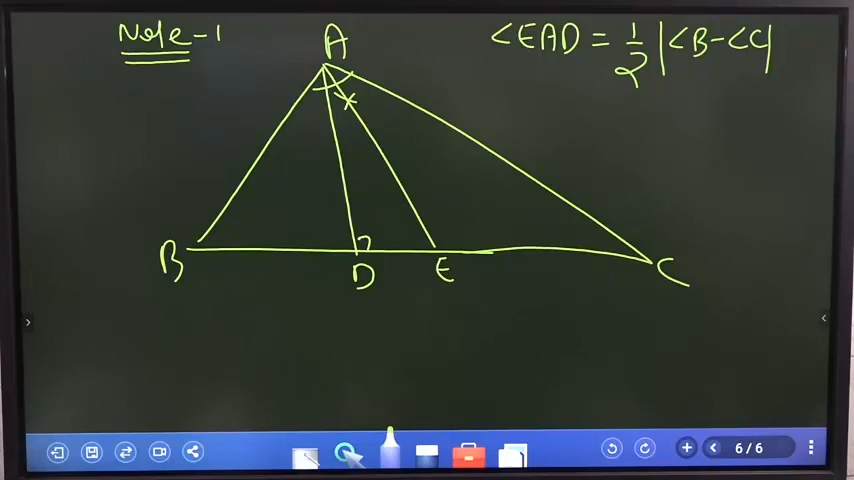 Note-1
A
∠EAD = 1/2 |∠B-∠C|
B
D
E
C
6/6